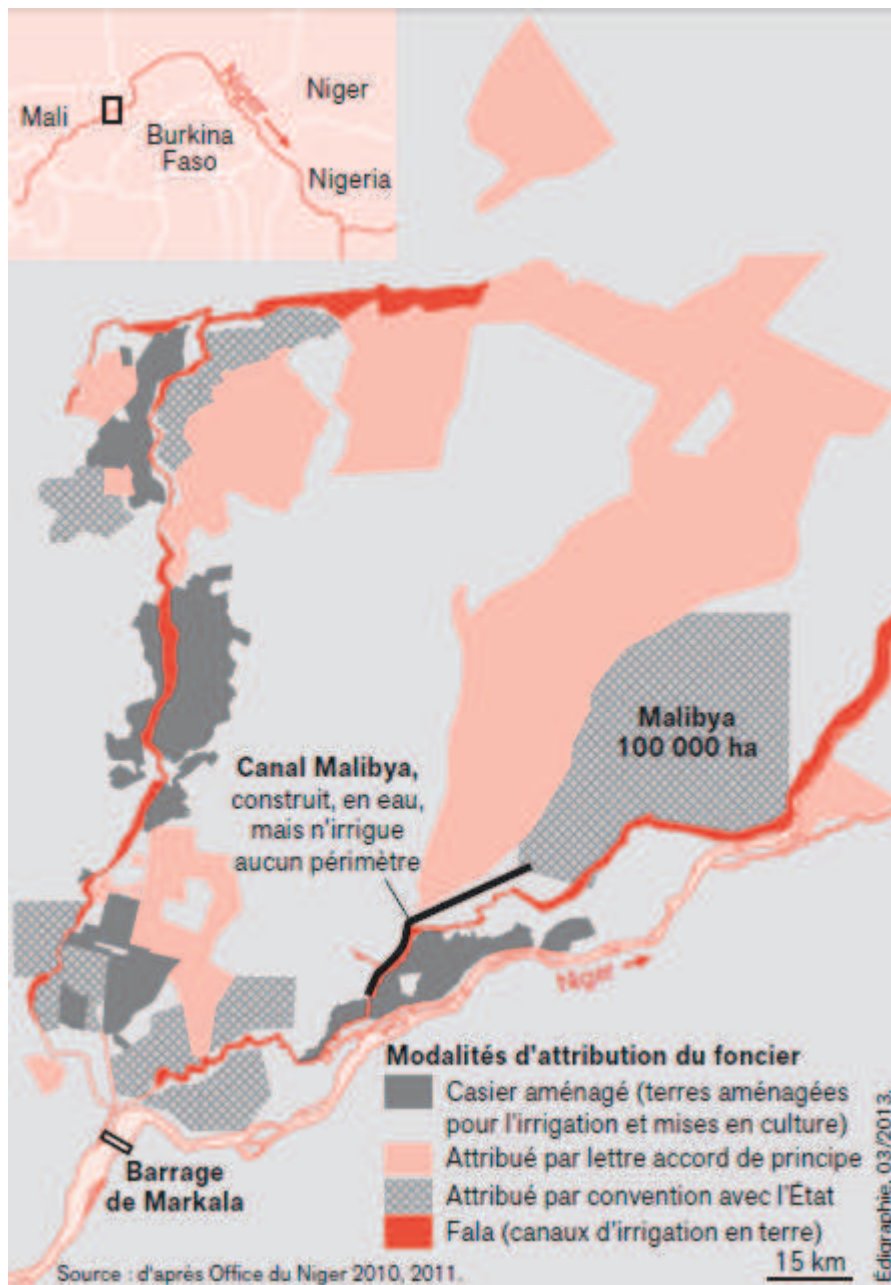 Niger
Niger
Mali
Burkina
Faso
Nigeria
Malibya
100 000 ha
Canal Malibya,
construit, en eau,
mais n'irrigue
aucun périmètre
Niger
Modalités d'attribution du foncier
Casier aménagé (terres aménagées
pour l'irrigation et mises en culture)
Attribué par lettre accord de principe
Attribué par convention avec l'État
Fala (canaux d'irrigation en terre)
15 km
Barrage
de Markala
Source : d'après Office du Niger 2010, 2011.
Édigraphie, 03/2013.